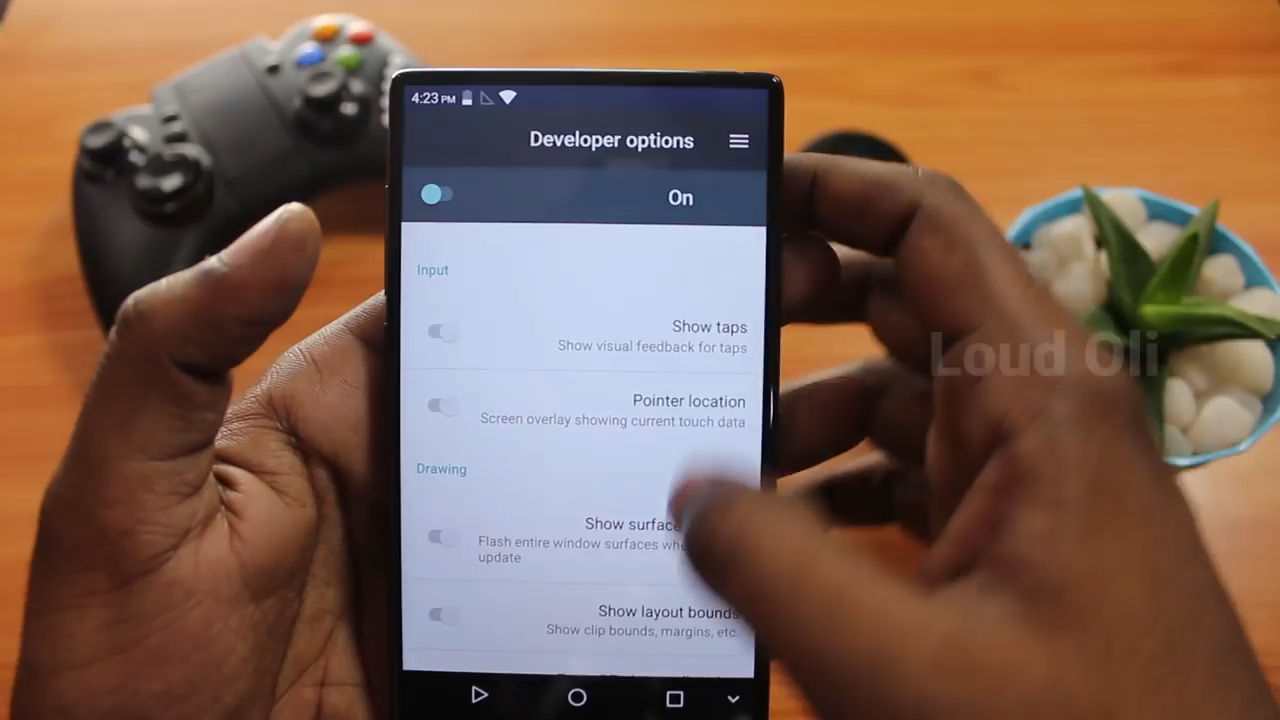 4:23 PM
Developer options
On
Input
Show taps
Show visual feedback for taps
Pointer location
Screen overlay showing current touch data
Drawing
Show
Flash entire window surfaces
update
Show layout bounds
Show clip bounds, margins, etc.
Loud Oli